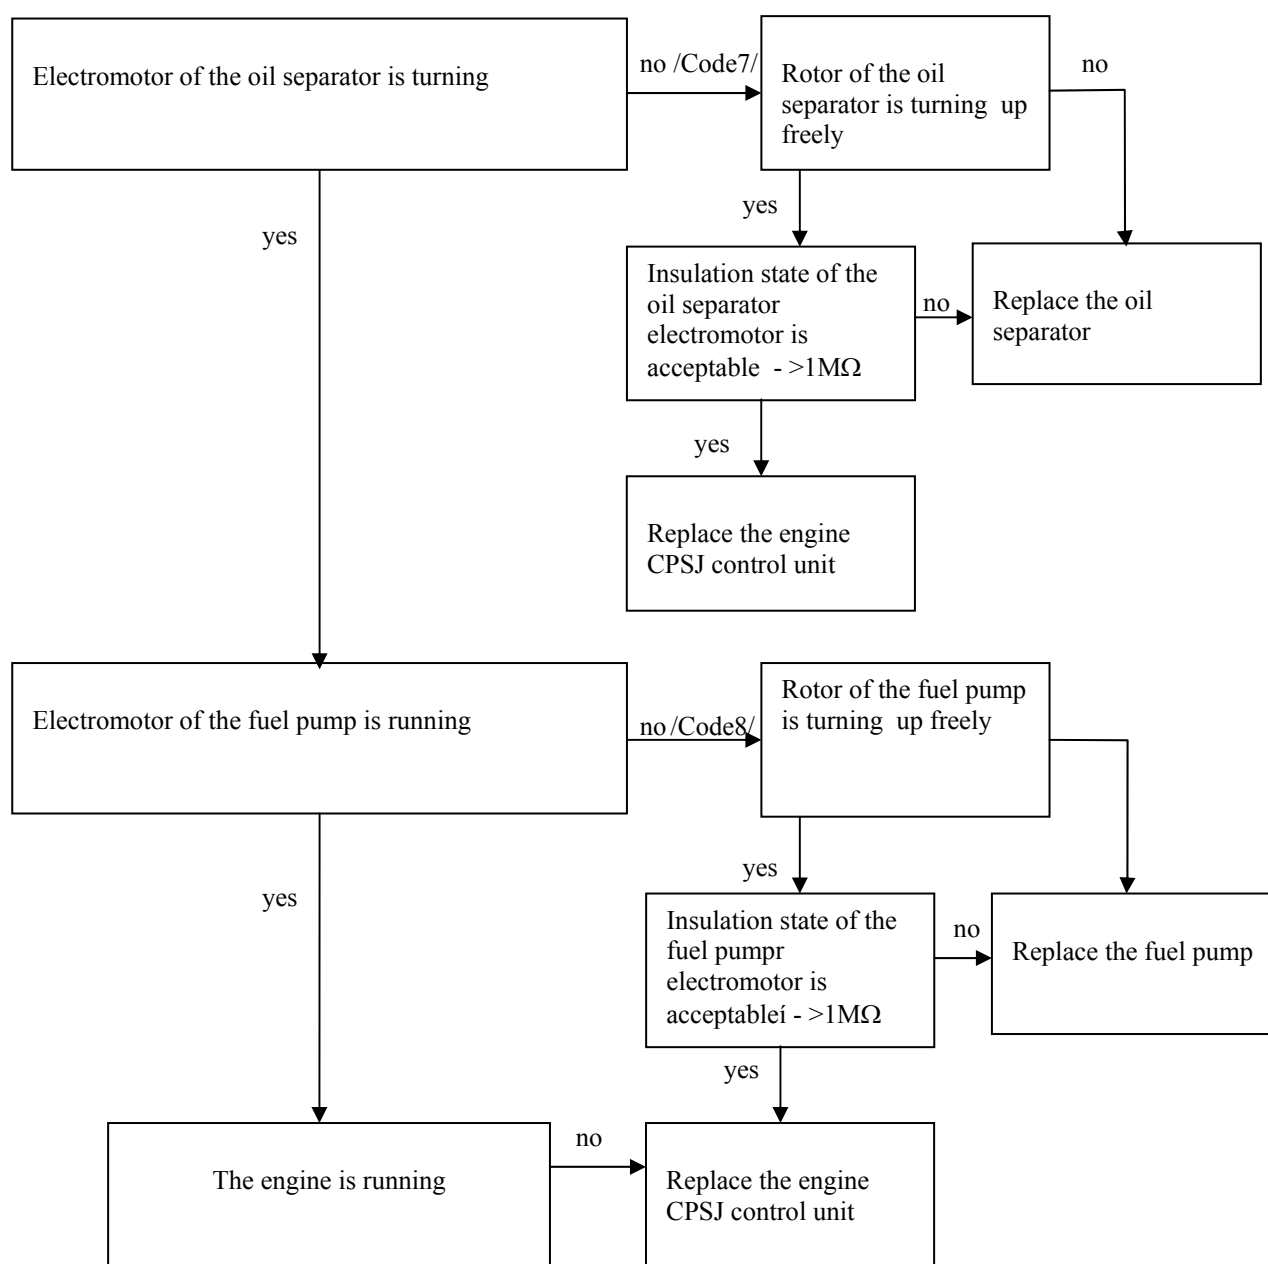 Electromotor of the oil separator is turning
no /Code7/
Rotor of the oil
separator is turning  up
freely
no
yes
yes
Insulation state of the
oil separator
electromotor is
acceptable  - >1MΩ
no
Replace the oil
separator
yes
Replace the engine
CPSJ control unit
Electromotor of the fuel pump is running
no /Code8/
Rotor of the fuel pump
is turning  up freely
yes
yes
Insulation state of the
fuel pumpr
electromotor is
acceptableí - >1MΩ
no
Replace the fuel pump
yes
The engine is running
no
Replace the engine
CPSJ control unit